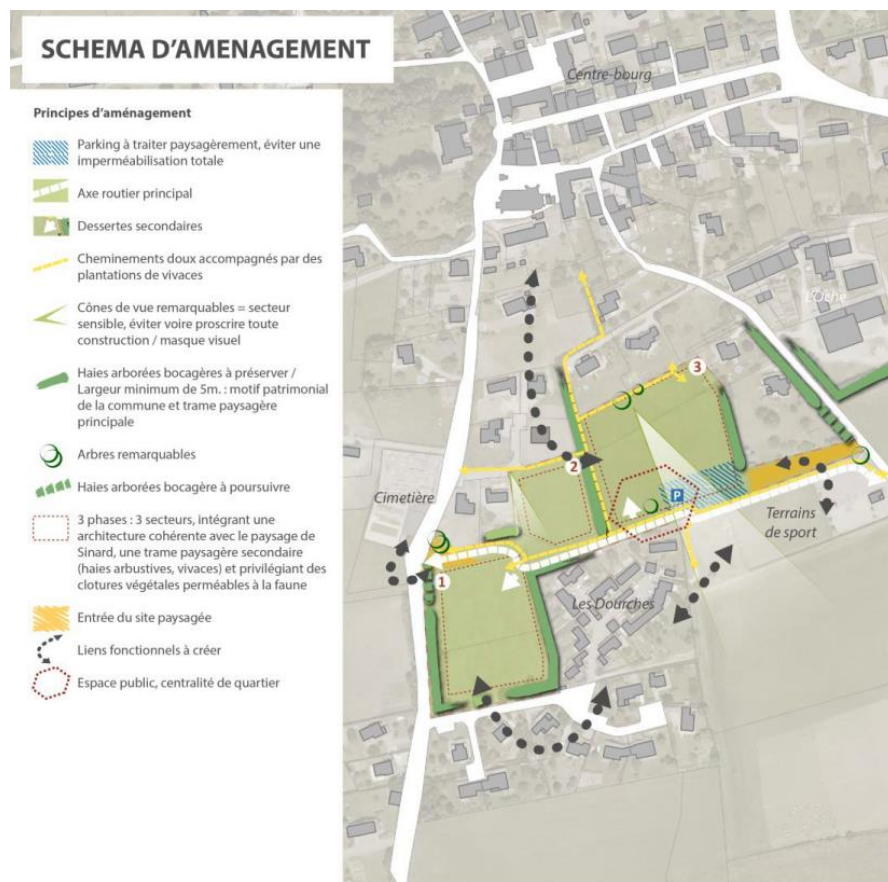 SCHEMA D'AMENAGEMENT
Centre-bourg
Principes d'aménagement
Parking à traiter paysagèrement, éviter une
imperméabilisation totale
Axe routier principal
Dessertes secondaires
Cheminements doux accompagnés par des
plantations de vivaces
Cônes de vue remarquables = secteur
sensible, éviter voire proscrire toute
construction / masque visuel
Haies arborées bocagères à préserver /
Largeur minimum de 5m. : motif patrimonial
de la commune et trame paysagère
principale
Arbres remarquables
Haies arborées bocagère à poursuivre
3 phases : 3 secteurs, intégrant une
architecture cohérente avec le paysage de
Sinard, une trame paysagère secondaire
(haies arbustives, vivaces) et privilégiant des
clotures végétales perméables à la faune
Entrée du site paysagée
Liens fonctionnels à créer
Espace public, centralité de quartier
L'Oche
3
2
P
Cimetière
Terrains
de sport
1
Les Dourches